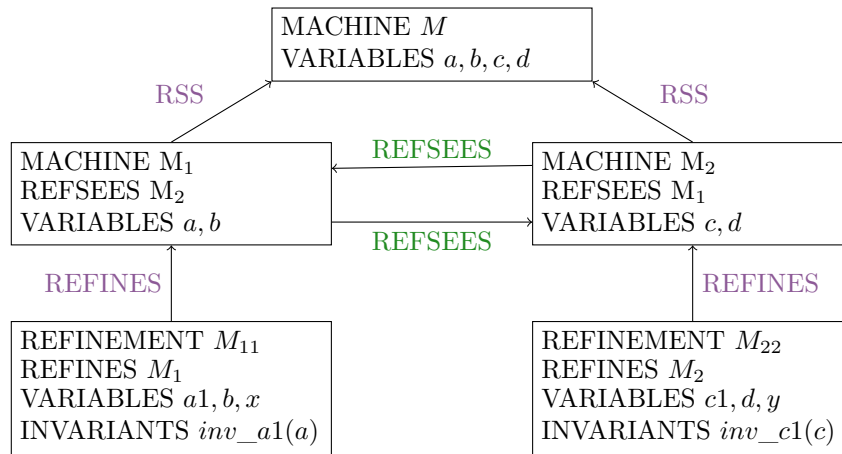 MACHINE M
VARIABLES a, b, c, d
RSS
RSS
MACHINE M₁
REFSEES M₂
VARIABLES a, b
REFSEES
REFSEES
MACHINE M₂
REFSEES M₁
VARIABLES c, d
REFINES
REFINES
REFINEMENT M₁₁
REFINES M₁
VARIABLES a1, b, x
INVARIANTS inv_a1(a)
REFINEMENT M₂₂
REFINES M₂
VARIABLES c1, d, y
INVARIANTS inv_c1(c)